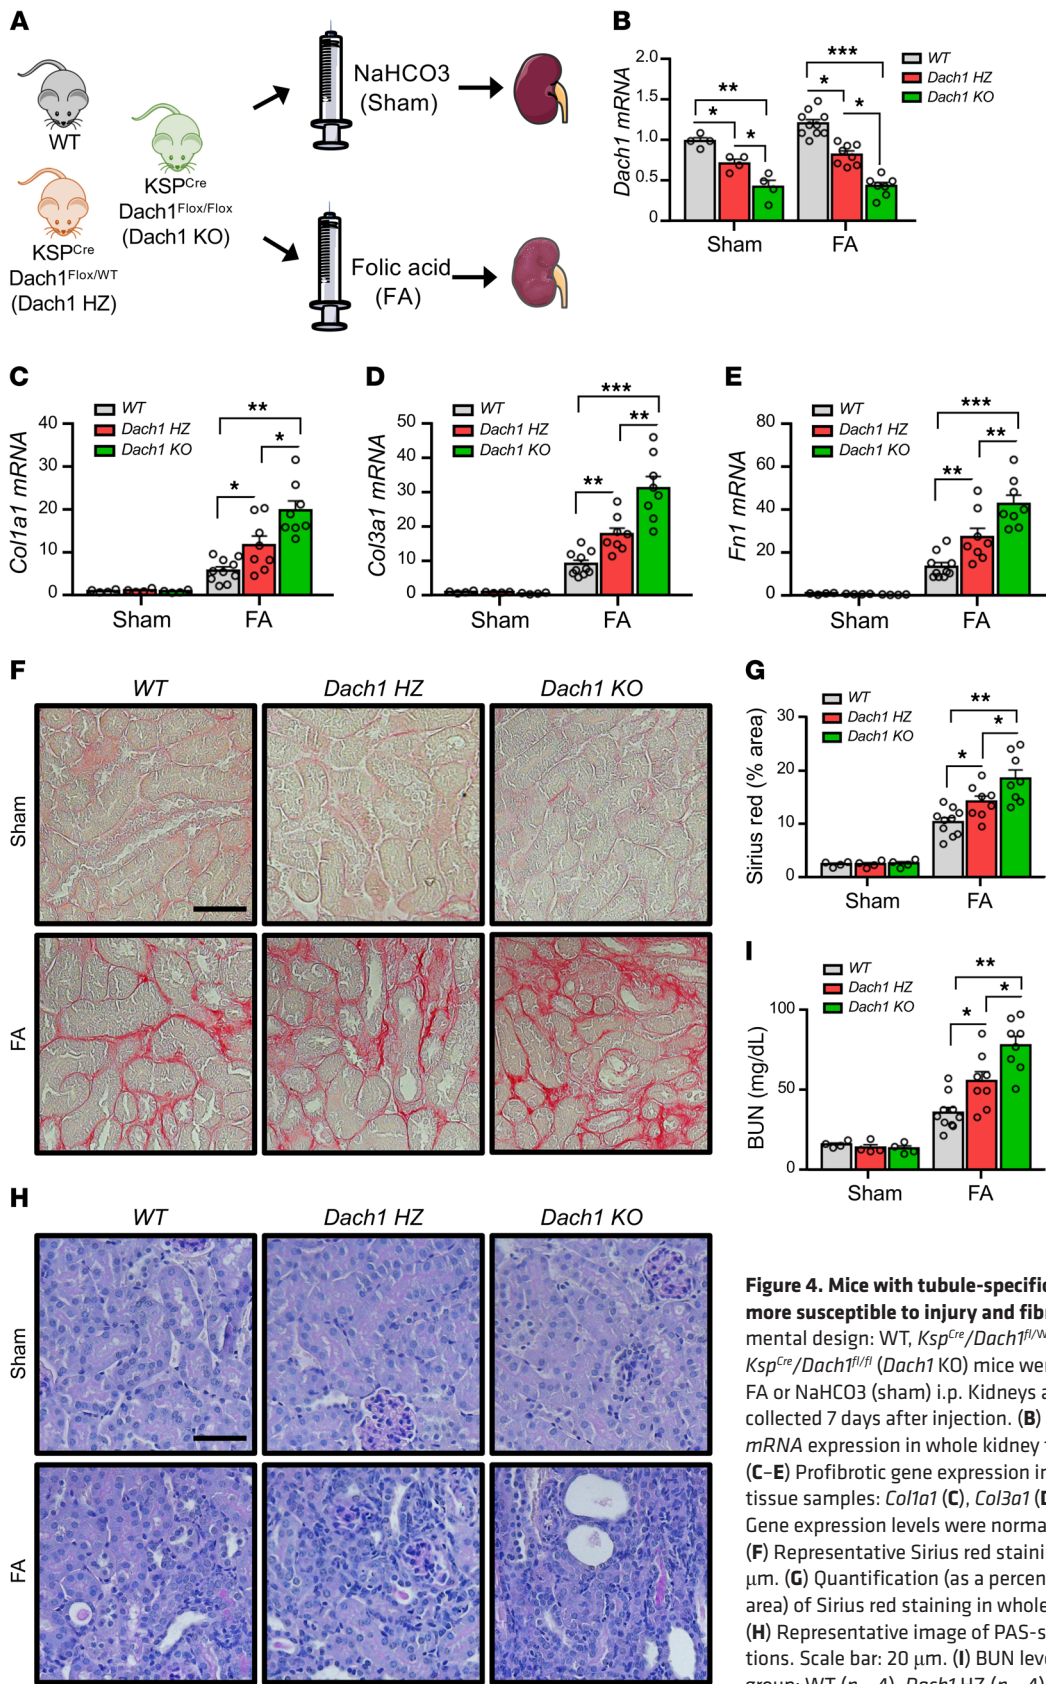 A
WT
KSPCre
Dach1Flox/Flox
(Dach1 KO)
KSPCre
Dach1Flox/WT
(Dach1 HZ)
NaHCO3
(Sham)
Folic acid
(FA)
B
Dach1 mRNA
2.0
1.5
1.0
0.5
0
** * * *** * *
WT
Dach1 HZ
Dach1 KO
Sham FA
C
Col1a1 mRNA
40
30
20
10
0
WT
Dach1 HZ
Dach1 KO
** * *
Sham FA
D
Col3a1 mRNA
50
40
30
20
10
0
WT
Dach1 HZ
Dach1 KO
*** ** **
Sham FA
E
Fn1 mRNA
80
60
40
20
0
WT
Dach1 HZ
Dach1 KO
*** ** **
Sham FA
F
WT Dach1 HZ Dach1 KO
Sham
FA
G
Sirius red (% area)
30
20
10
0
WT
Dach1 HZ
Dach1 KO
** * *
Sham FA
I
BUN (mg/dL)
100
50
0
WT
Dach1 HZ
Dach1 KO
** * *
Sham FA
H
WT Dach1 HZ Dach1 KO
Sham
FA
Figure 4. Mice with tubule-specific
more susceptible to injury and fibr
mental design: WT, KspCre/Dach1fl/W
KspCre/Dach1fl/fl (Dach1 KO) mice wer
FA or NaHCO3 (sham) i.p. Kidneys a
collected 7 days after injection. (B)
mRNA expression in whole kidney t
(C–E) Profibrotic gene expression in
tissue samples: Col1a1 (C), Col3a1 (D
Gene expression levels were norma
(F) Representative Sirius red staini
μm. (G) Quantification (as a percen
area) of Sirius red staining in whole
(H) Representative image of PAS-s
tions. Scale bar: 20 μm. (I) BUN leve